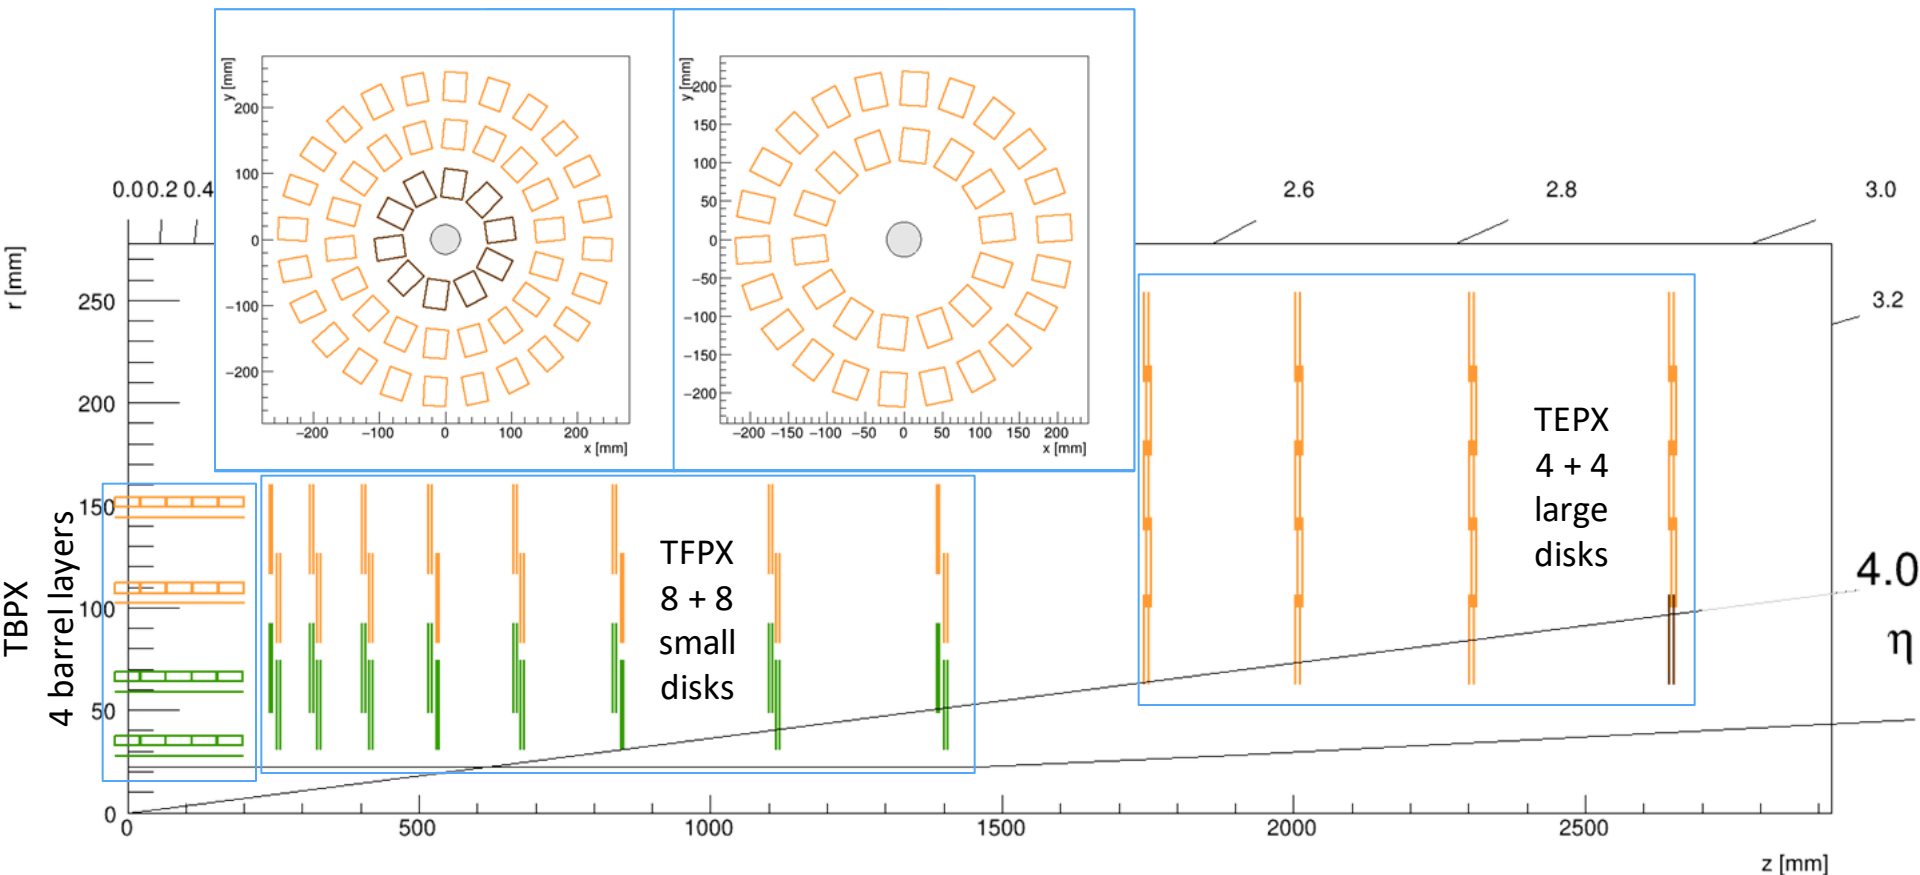 y [mm]
200
100
0
−100
−200
−200 −100 0 100 200
x [mm]
y [mm]
200
150
100
50
0
−50
−100
−150
−200
−200 −150 −100 −50 0 50 100 150 200
x [mm]
0.0 0.2 0.4
2.6 2.8 3.0
3.2
4.0
η
r [mm]
250
200
150
100
50
0
TBPX
4 barrel layers
TFPX
8 + 8
small
disks
TEPX
4 + 4
large
disks
0 500 1000 1500 2000 2500
z [mm]